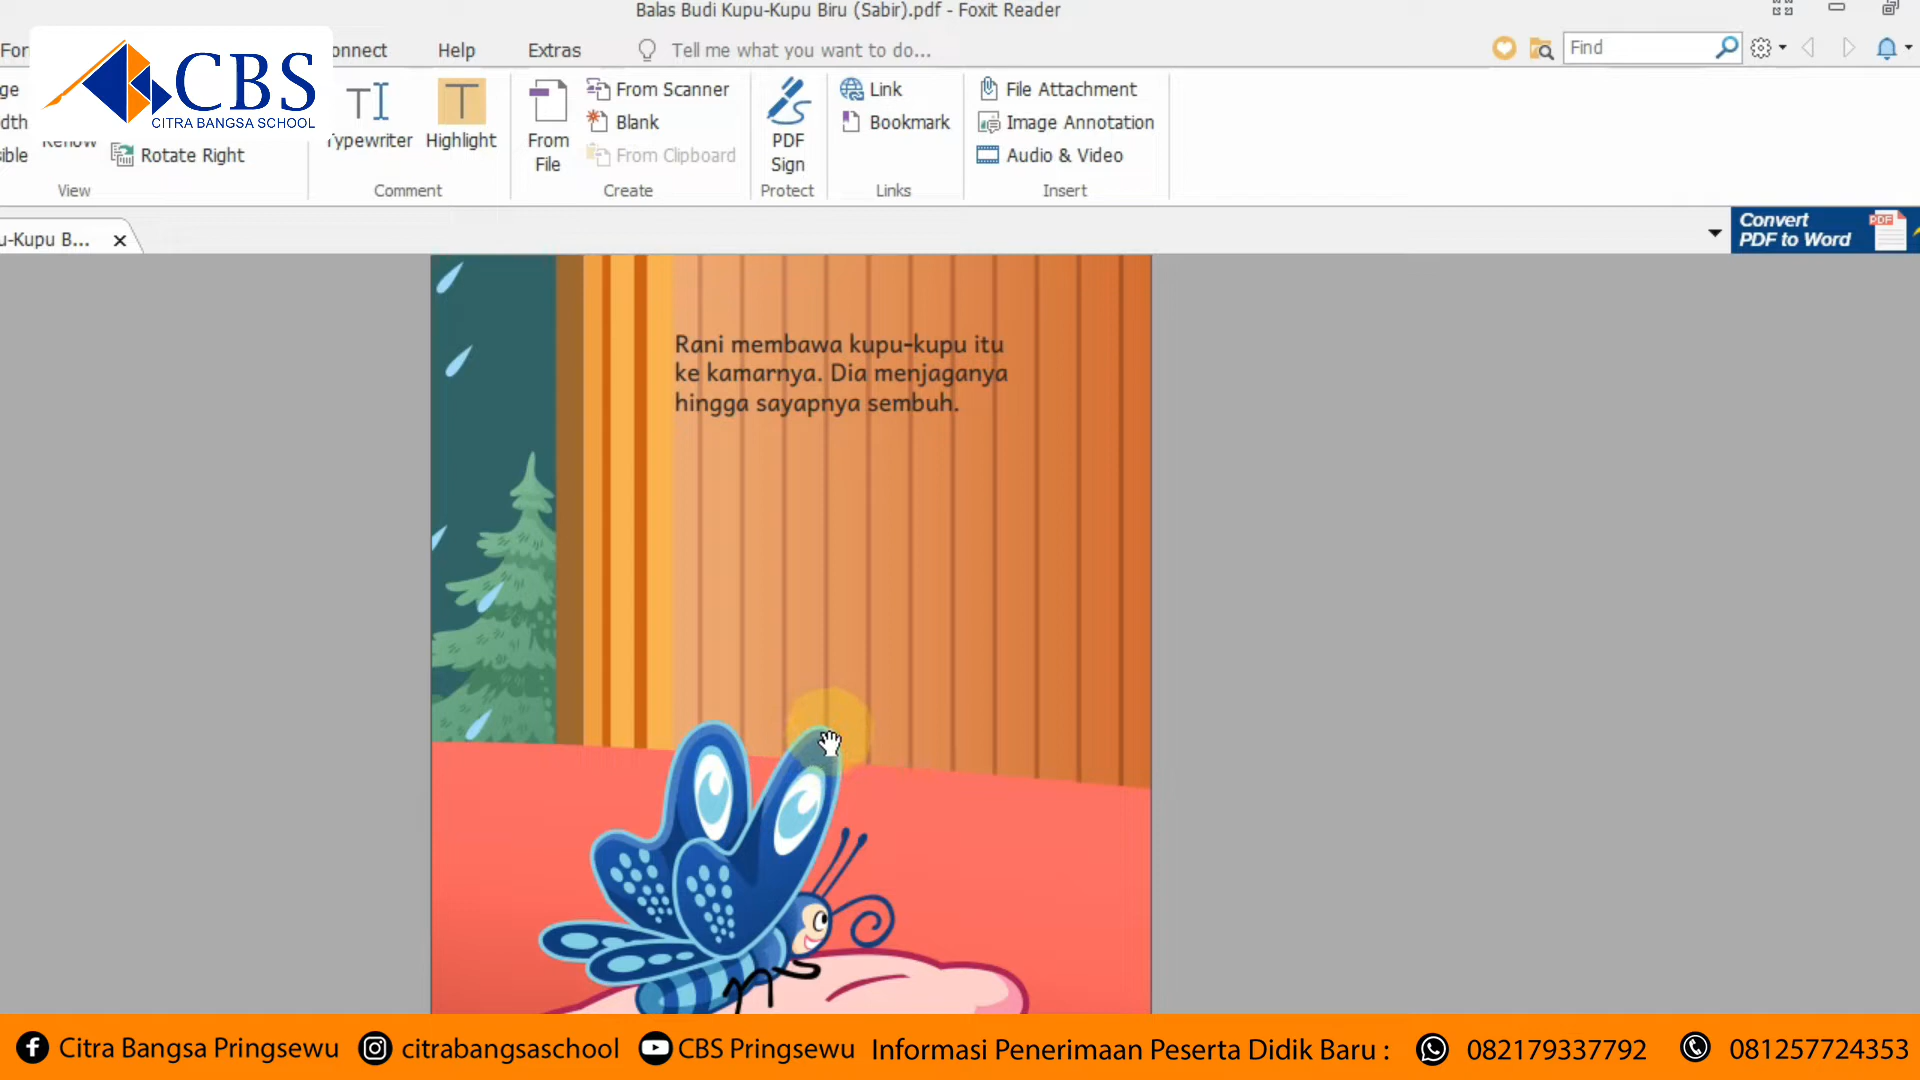 Balas Budi Kupu-Kupu Biru (Sabir).pdf - Foxit Reader
For
onnect
Help
Extras
Tell me what you want to do...
Find
CBS
CITRA BANGSA SCHOOL
Rotate Right
View
Typewriter
Highlight
Comment
From File
From Scanner
Blank
From Clipboard
Create
PDF Sign
Protect
Link
Bookmark
Links
File Attachment
Image Annotation
Audio & Video
Insert
u-Kupu B...
Convert
PDF to Word
PDF
Rani membawa kupu-kupu itu
ke kamarnya. Dia menjaganya
hingga sayapnya sembuh.
Citra Bangsa Pringsewu citrabangsaschool CBS Pringsewu Informasi Penerimaan Peserta Didik Baru : 082179337792 081257724353